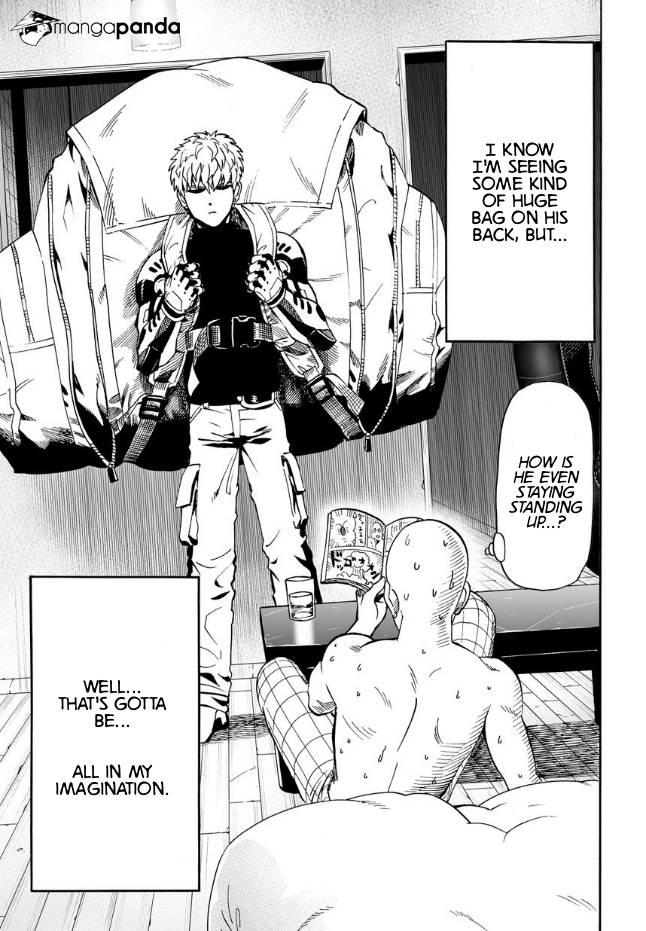 mangapanda
I KNOW
I'M SEEING
SOME KIND
OF HUGE
BAG ON HIS
BACK, BUT...
HOW IS
HE EVEN
STAYING
STANDING
UP...?
WELL...
THAT'S GOTTA
BE...
ALL IN MY
IMAGINATION.